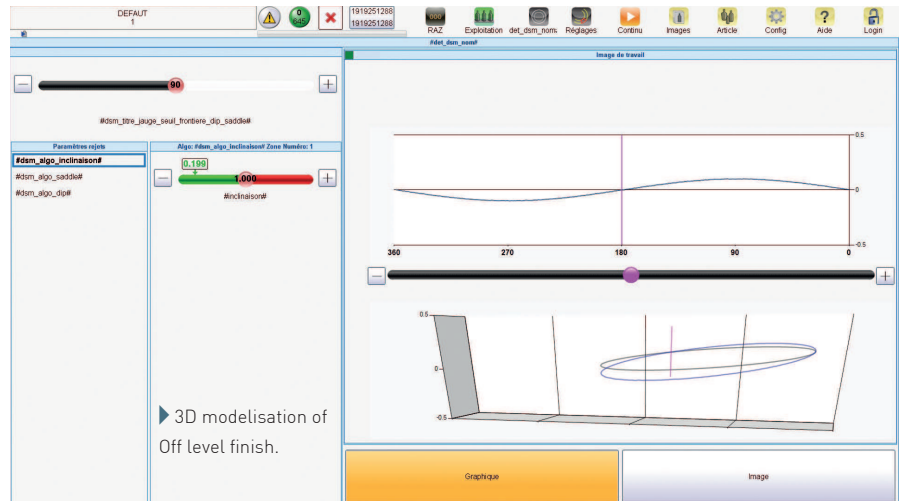 DEFAUT
1
0
645
1919251288
1919251288
RAZ
Exploitation
det_dsm_nom
Réglages
Continu
Images
Article
Config
Aide
Login
#det_dsm_nom#
90
#dsm_titre_jauge_seuil_frontiere_dip_saddle#
Paramètres rejets
#dsm_algo_inclinaison#
#dsm_algo_saddle#
#dsm_algo_dip#
Algo: #dsm_algo_inclinaison# Zone Numéro: 1
0.199
1.000
#inclinaison#
3D modelisation of
Off level finish.
Image de travail
0.5
0
-0.5
360
270
180
90
0
0.5
0
-0.5
Graphique
Image